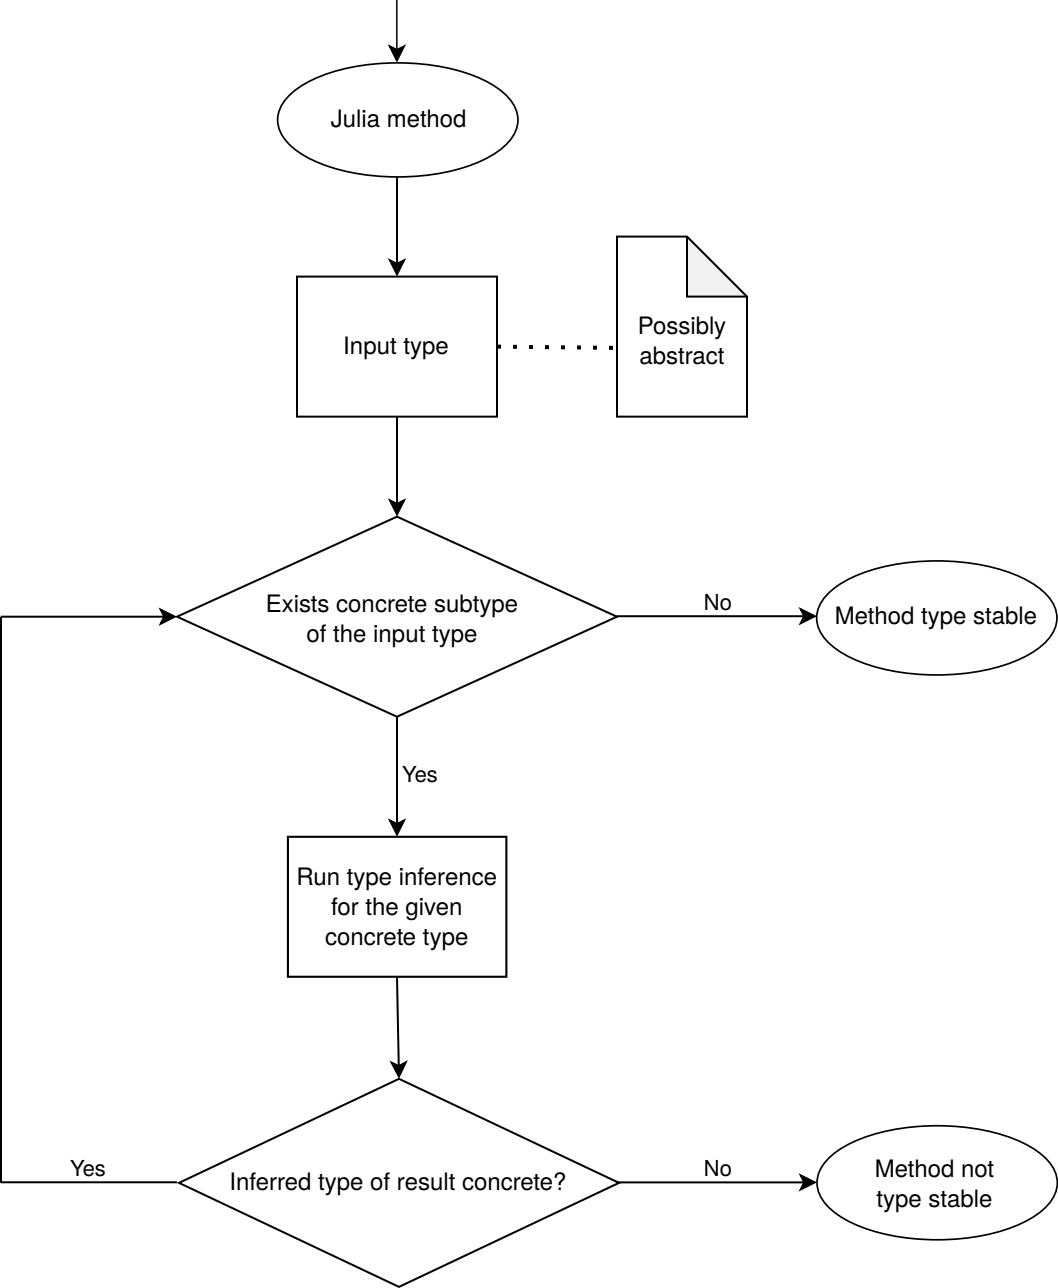 Julia method
Input type
Possibly
abstract
Exists concrete subtype
of the input type
No
Method type stable
Yes
Run type inference
for the given
concrete type
Yes
Inferred type of result concrete?
No
Method not
type stable